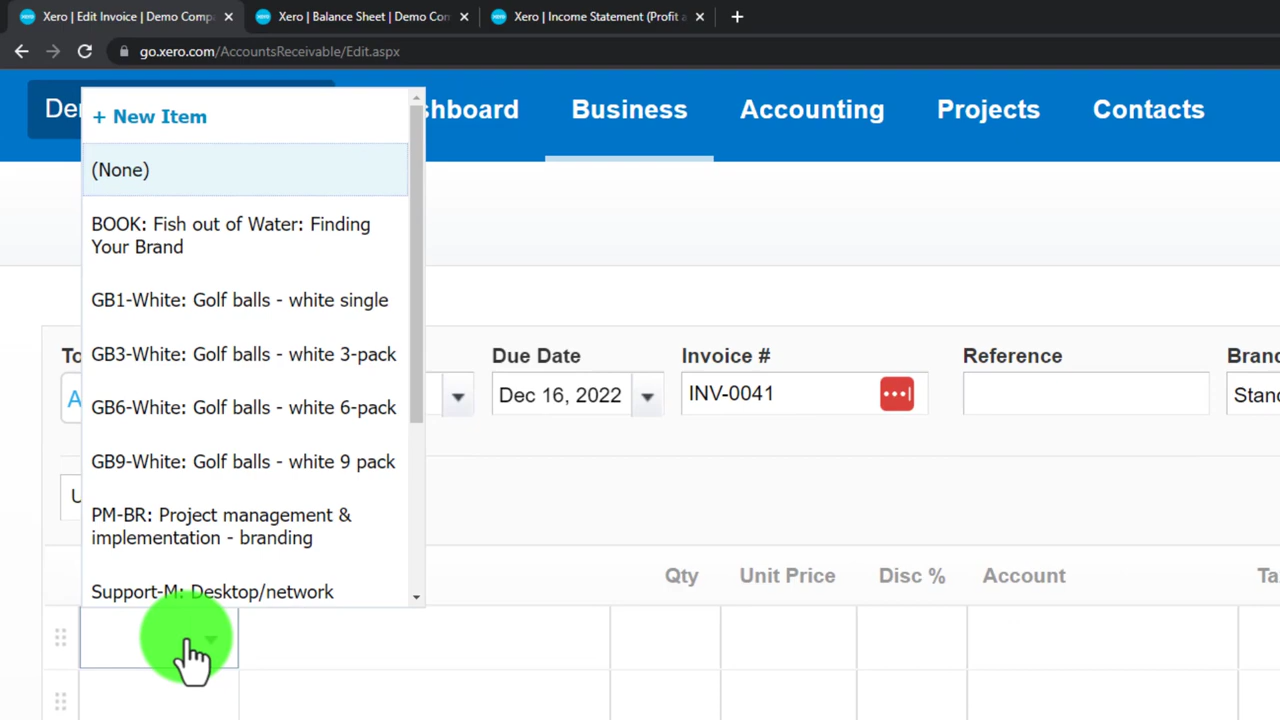 Xero | Edit Invoice | Demo Comp
Xero | Balance Sheet | Demo Con
Xero | Income Statement (Profit a
go.xero.com/AccountsReceivable/Edit.aspx
shboard
Business
Accounting
Projects
Contacts
+ New Item
(None)
BOOK: Fish out of Water: Finding
Your Brand
GB1-White: Golf balls - white single
GB3-White: Golf balls - white 3-pack
GB6-White: Golf balls - white 6-pack
GB9-White: Golf balls - white 9 pack
PM-BR: Project management &
implementation - branding
Support-M: Desktop/network
To
Due Date
Invoice #
Reference
Dec 16, 2022
INV-0041
Qty
Unit Price
Disc %
Account